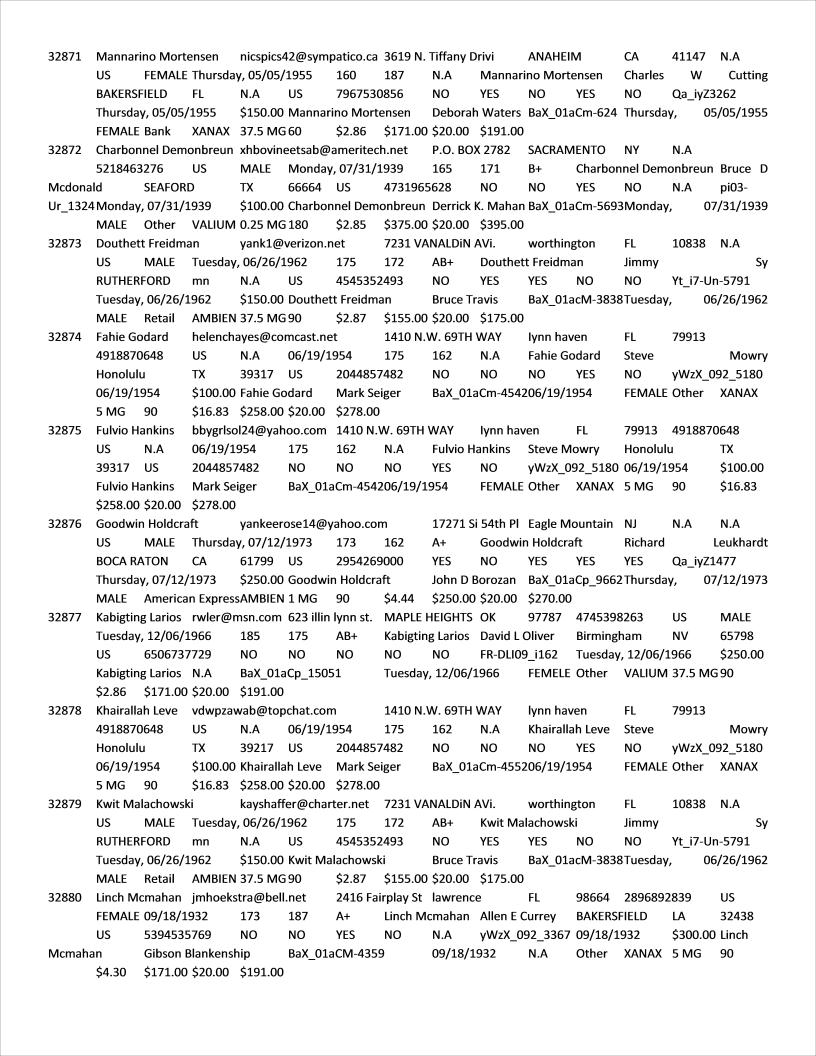 32871 Mannarino Mortensen nicspics42@sympatico.ca 3619 N. Tiffany Drivi ANAHEIM CA 41147 N.A
US FEMALE Thursday, 05/05/1955 160 187 N.A Mannarino Mortensen Charles W Cutting
BAKERSFIELD FL N.A US 7967530856 NO YES NO YES NO Qa_iyZ3262
Thursday, 05/05/1955 $150.00 Mannarino Mortensen Deborah Waters BaX_01aCm-624 Thursday, 05/05/1955
FEMALE Bank XANAX 37.5 MG 60 $2.86 $171.00 $20.00 $191.00
32872 Charbonnel Demonbreun xhbovineetsab@ameritech.net P.O. BOX 2782 SACRAMENTO NY N.A
5218463276 US MALE Monday, 07/31/1939 165 171 B+ Charbonnel Demonbreun Bruce D
Mcdonald SEAFORD TX 66664 US 4731965628 NO NO YES NO N.A pi03-
Ur_1324Monday, 07/31/1939 $100.00 Charbonnel Demonbreun Derrick K. Mahan BaX_01aCm-5693Monday, 07/31/1939
MALE Other VALIUM 0.25 MG 180 $2.85 $375.00 $20.00 $395.00
32873 Douthett Freidman yank1@verizon.net 7231 VANALDiN AVi. worthington FL 10838 N.A
US MALE Tuesday, 06/26/1962 175 172 AB+ Douthett Freidman Jimmy Sy
RUTHERFORD mn N.A US 4545352493 NO YES YES NO NO Yt_i7-Un-5791
Tuesday, 06/26/1962 $150.00 Douthett Freidman Bruce Travis BaX_01acM-3838Tuesday, 06/26/1962
MALE Retail AMBIEN 37.5 MG 90 $2.87 $155.00 $20.00 $175.00
32874 Fahie Godard helenchayes@comcast.net 1410 N.W. 69TH WAY lynn haven FL 79913
4918870648 US N.A 06/19/1954 175 162 N.A Fahie Godard Steve Mowry
Honolulu TX 39317 US 2044857482 NO NO NO YES NO yWzX_092_5180
06/19/1954 $100.00 Fahie Godard Mark Seiger BaX_01aCm-454206/19/1954 FEMALE Other XANAX
5 MG 90 $16.83 $258.00 $20.00 $278.00
32875 Fulvio Hankins bbygrlsol24@yahoo.com 1410 N.W. 69TH WAY lynn haven FL 79913 4918870648
US N.A 06/19/1954 175 162 N.A Fulvio Hankins Steve Mowry Honolulu TX
39317 US 2044857482 NO NO NO YES NO yWzX_092_5180 06/19/1954 $100.00
Fulvio Hankins Mark Seiger BaX_01aCm-454206/19/1954 FEMALE Other XANAX 5 MG 90 $16.83
$258.00 $20.00 $278.00
32876 Goodwin Holdcraft yankeerose14@yahoo.com 17271 Si 54th Pl Eagle Mountain NJ N.A N.A
US MALE Thursday, 07/12/1973 173 162 A+ Goodwin Holdcraft Richard Leukhardt
BOCA RATON CA 61799 US 2954269000 YES NO YES YES YES Qa_iyZ1477
Thursday, 07/12/1973 $250.00 Goodwin Holdcraft John D Borozan BaX_01aCp_9662Thursday, 07/12/1973
MALE American ExpressAMBIEN 1 MG 90 $4.44 $250.00 $20.00 $270.00
32877 Kabigting Larios rwler@msn.com 623 illin lynn st. MAPLE HEIGHTS OK 97787 4745398263 US MALE
Tuesday, 12/06/1966 185 175 AB+ Kabigting Larios David L Oliver Birmingham NV 65798
US 6506737729 NO NO NO NO NO FR-DLI09_i162 Tuesday, 12/06/1966 $250.00
Kabigting Larios N.A BaX_01aCp_15051 Tuesday, 12/06/1966 FEMELE Other VALIUM 37.5 MG 90
$2.86 $171.00 $20.00 $191.00
32878 Khairallah Leve vdwpzawab@topchat.com 1410 N.W. 69TH WAY lynn haven FL 79913
4918870648 US N.A 06/19/1954 175 162 N.A Khairallah Leve Steve Mowry
Honolulu TX 39217 US 2044857482 NO NO NO YES NO yWzX_092_5180
06/19/1954 $100.00 Khairallah Leve Mark Seiger BaX_01aCm-455206/19/1954 FEMALE Other XANAX
5 MG 90 $16.83 $258.00 $20.00 $278.00
32879 Kwit Malachowski kayshaffer@charter.net 7231 VANALDiN AVi. worthington FL 10838 N.A
US MALE Tuesday, 06/26/1962 175 172 AB+ Kwit Malachowski Jimmy Sy
RUTHERFORD mn N.A US 4545352493 NO YES YES NO NO Yt_i7-Un-5791
Tuesday, 06/26/1962 $150.00 Kwit Malachowski Bruce Travis BaX_01acM-3838Tuesday, 06/26/1962
MALE Retail AMBIEN 37.5 MG 90 $2.87 $155.00 $20.00 $175.00
32880 Linch Mcmahan jmhoekstra@bell.net 2416 Fairplay St lawrence FL 98664 2896892839 US
FEMALE 09/18/1932 173 187 A+ Linch Mcmahan Allen E Currey BAKERSFIELD LA 32438
US 5394535769 NO NO YES NO N.A yWzX_092_3367 09/18/1932 $300.00 Linch
Mcmahan Gibson Blankenship BaX_01aCM-4359 09/18/1932 N.A Other XANAX 5 MG 90
$4.30 $171.00 $20.00 $191.00